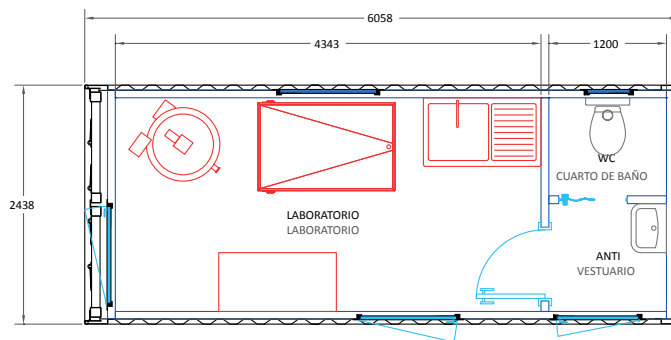 6058
4343
1200
2438
WC
CUARTO DE BAÑO
LABORATORIO
LABORATORIO
ANTI
VESTUARIO